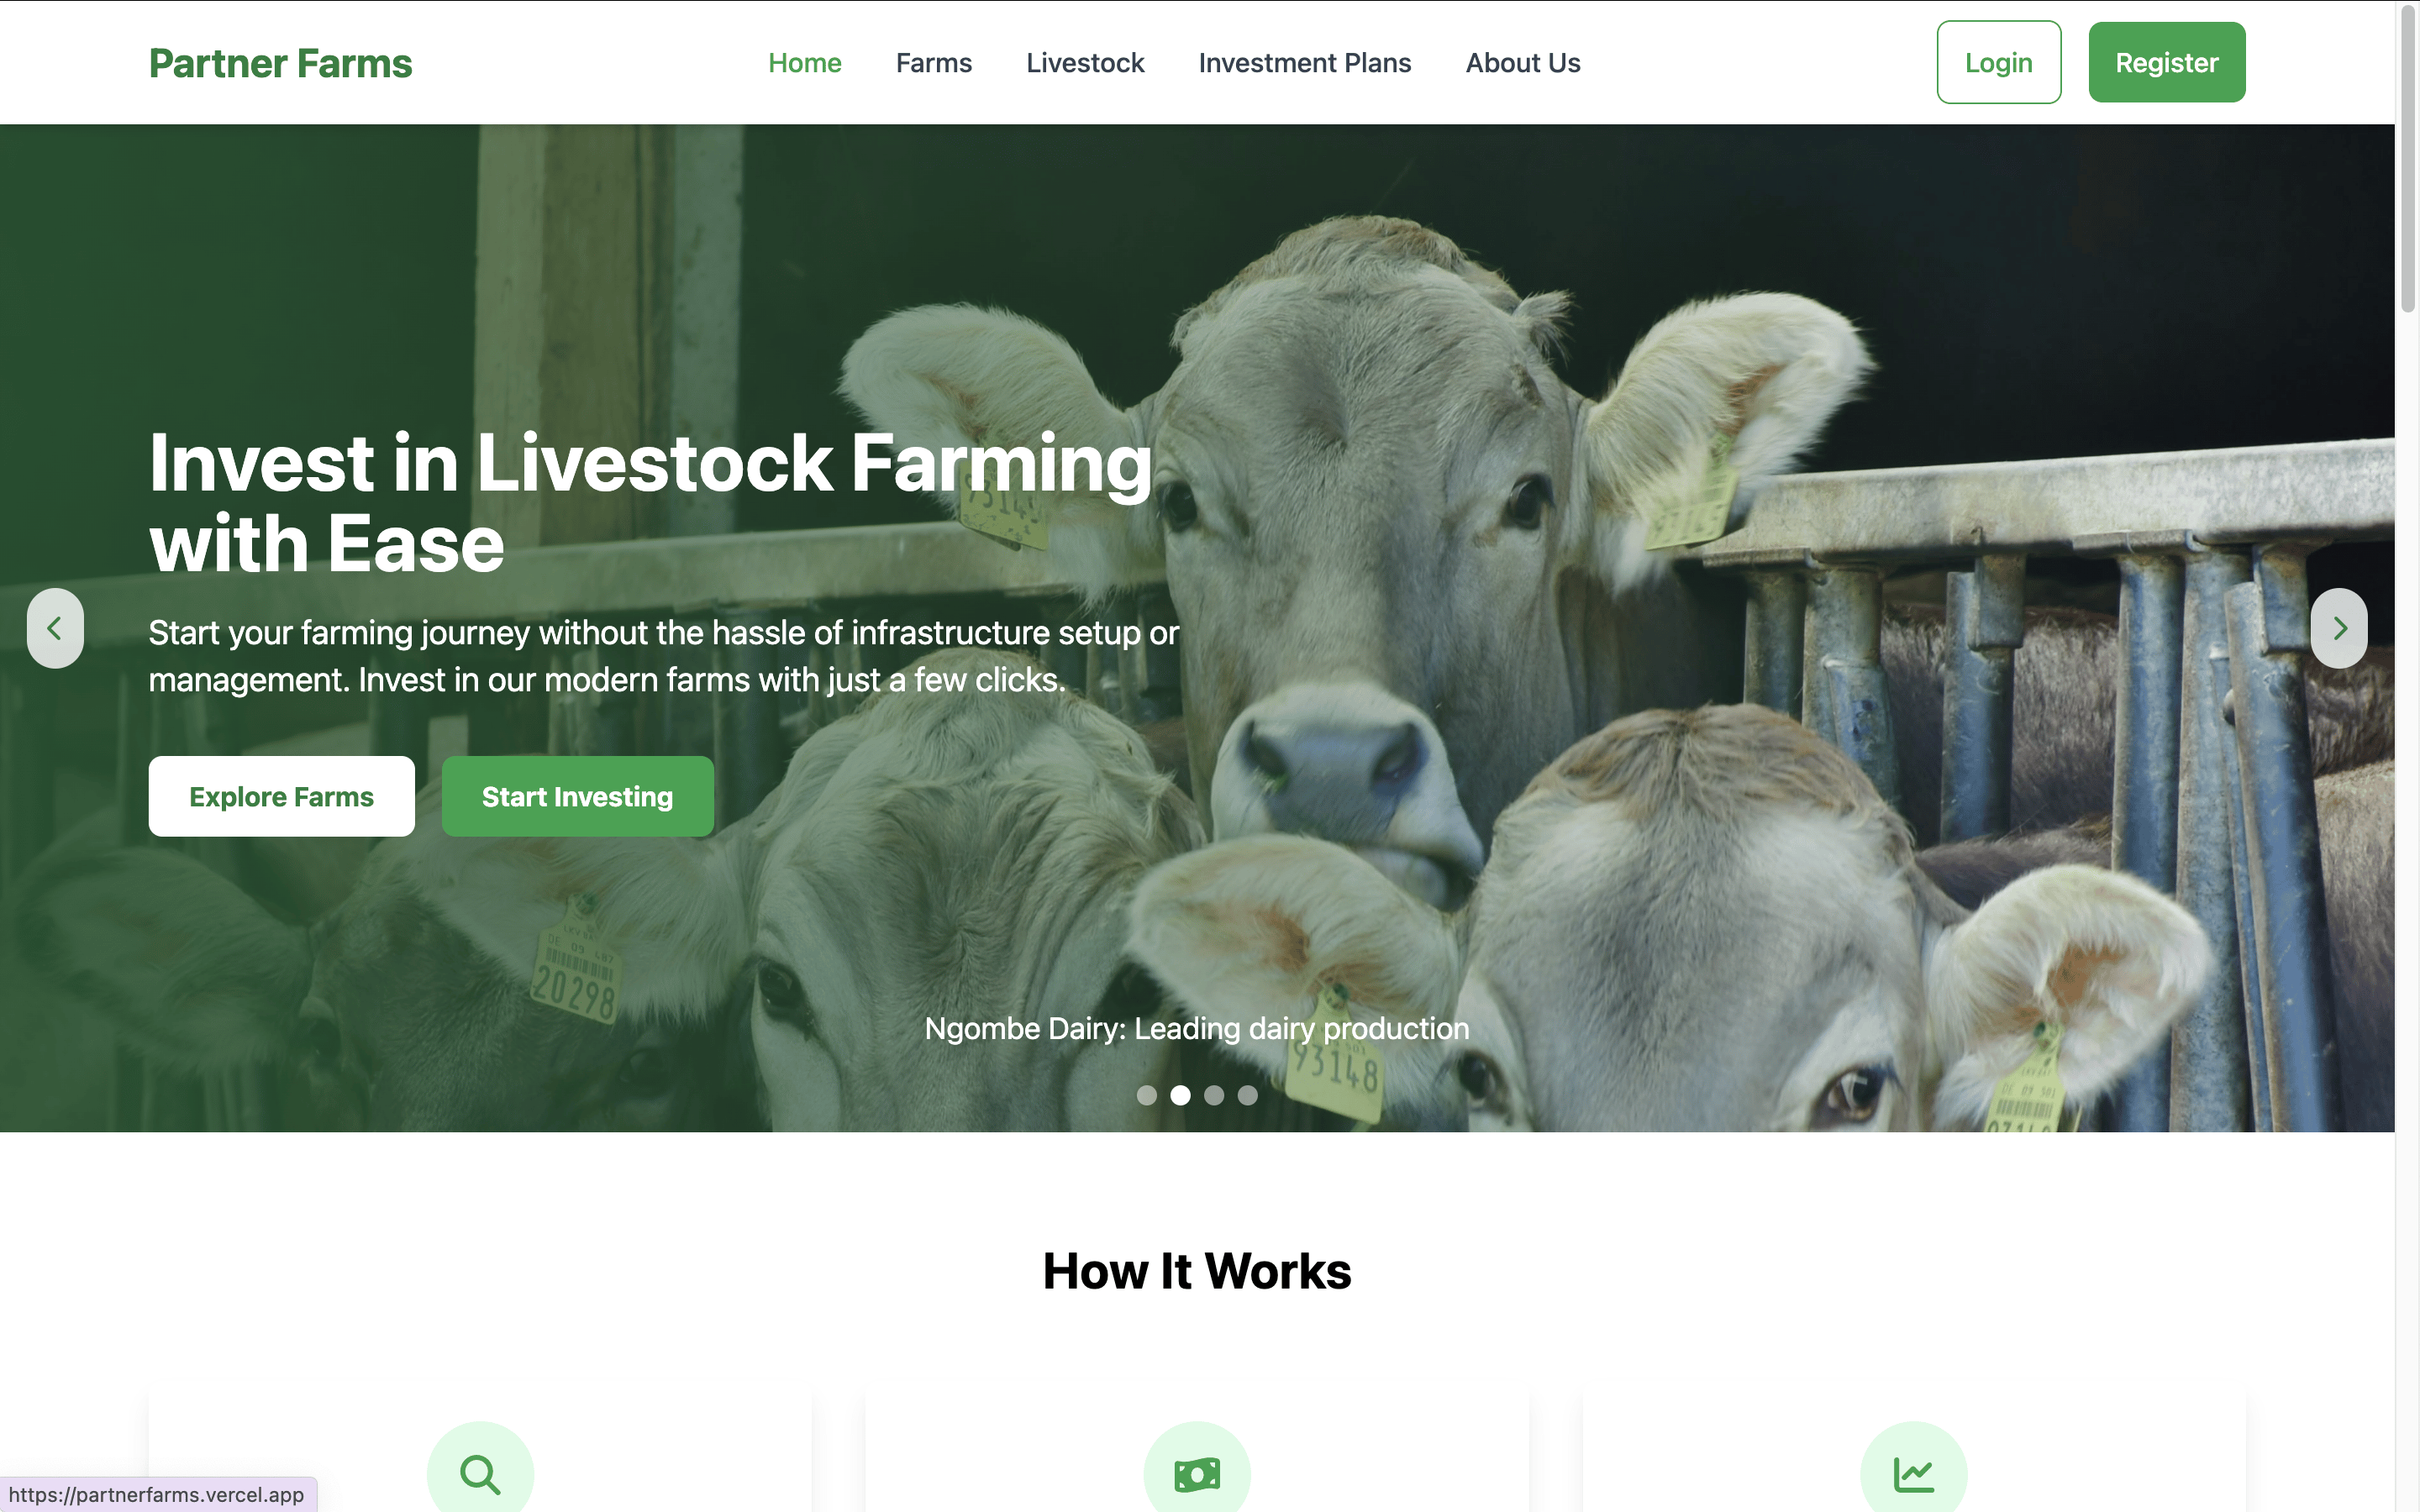 Partner Farms
Home
Farms
Livestock
Investment Plans
About Us
Login
Register
Invest in Livestock Farming
with Ease
Start your farming journey without the hassle of infrastructure setup or
management. Invest in our modern farms with just a few clicks.
Explore Farms
Start Investing
20298
Ngombe Dairy: Leading dairy production
93148
How It Works
https://partnerfarms.vercel.app